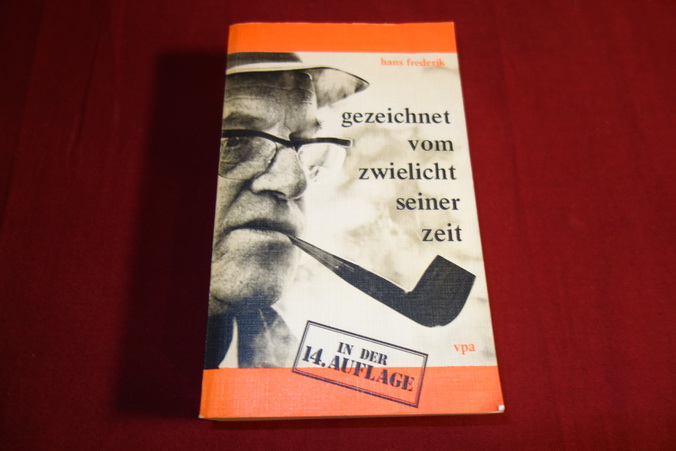 hans frederik
gezeichnet
vom
zwielicht
seiner
zeit
IN DER
14. AUFLAGE
vpa